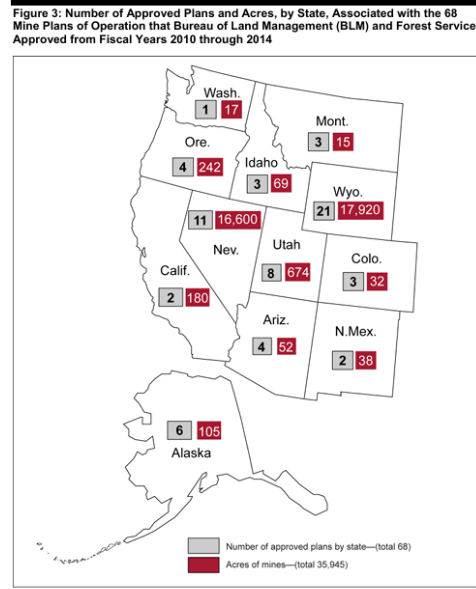 Figure 3: Number of Approved Plans and Acres, by State, Associated with the 68
Mine Plans of Operation that Bureau of Land Management (BLM) and Forest Service
Approved from Fiscal Years 2010 through 2014
Wash.
1 17
Mont.
3 15
Ore.
4 242
Idaho
3 69
Wyo.
21 17,920
11 16,600
Nev.
Utah
8 674
Colo.
3 32
Calif.
2 180
Ariz.
4 52
N.Mex.
2 38
6 105
Alaska
Number of approved plans by state—(total 68)
Acres of mines—(total 35,945)